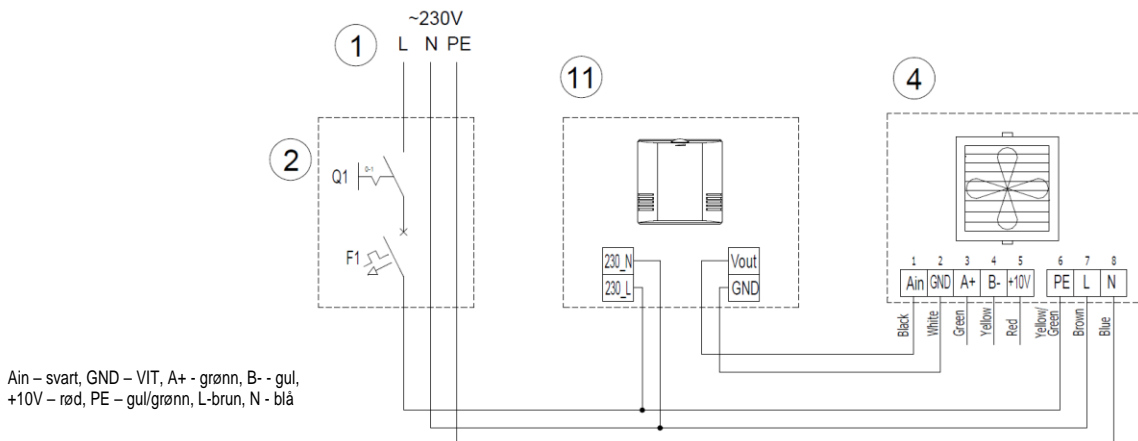 ~230V
1 L N PE
11
4
2
Q1 0-1
F1
230_N
230_L
Vout
GND
1 2 3 4 5 6 7 8
Ain GND A+ B- +10V PE L N
Black
White
Green
Yellow
Red
Yellow/
Green
Brown
Blue
Ain – svart, GND – VIT, A+ - grønn, B- - gul,
+10V – rød, PE – gul/grønn, L-brun, N - blå